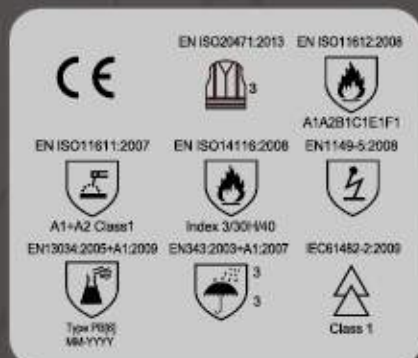 CE
EN ISO20471:2013
3
EN ISO11612:2008
A1A2B1C1E1F1
EN ISO11611:2007
A1+A2 Class1
EN ISO14116:2008
Index 3/30H/40
EN1149-5:2008
EN13034:2005+A1:2009
Type PB[6]
MM-YYYY
EN343:2003+A1:2007
3
3
IEC61482-2:2009
Class 1